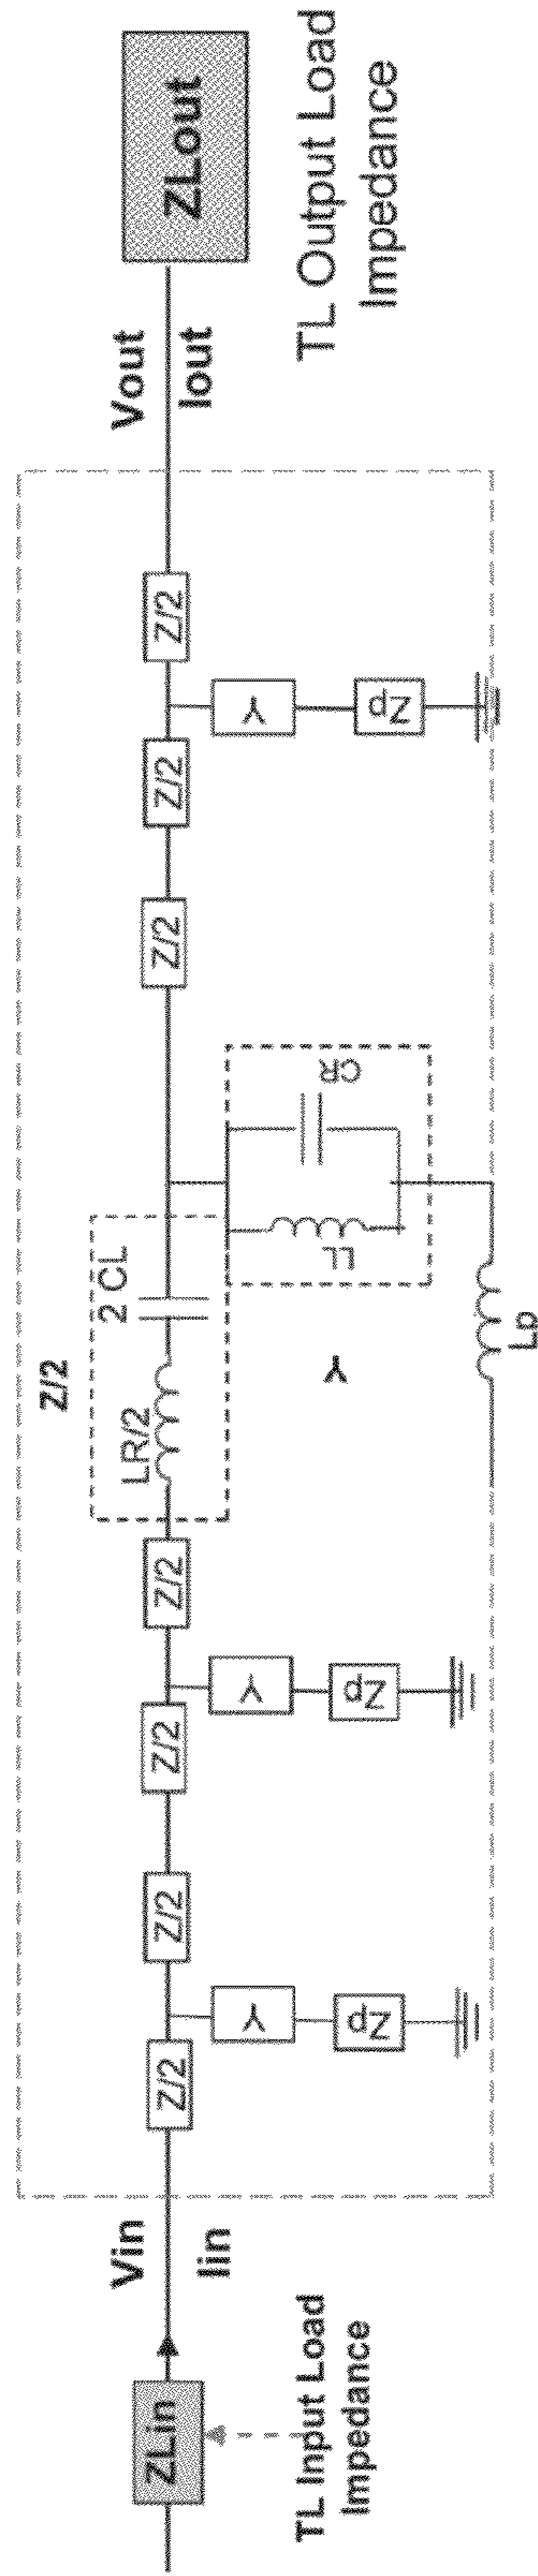 ZLin
TL Input Load
Impedance
Vin
Iin
Z/2
Y
Zp
Z/2
Z/2
Y
Zp
Z/2
Z/2
LR/2
2 CL
Y
LL
CR
Lp
Z/2
Z/2
Y
Zp
Z/2
Vout
Iout
ZLout
TL Output Load
Impedance